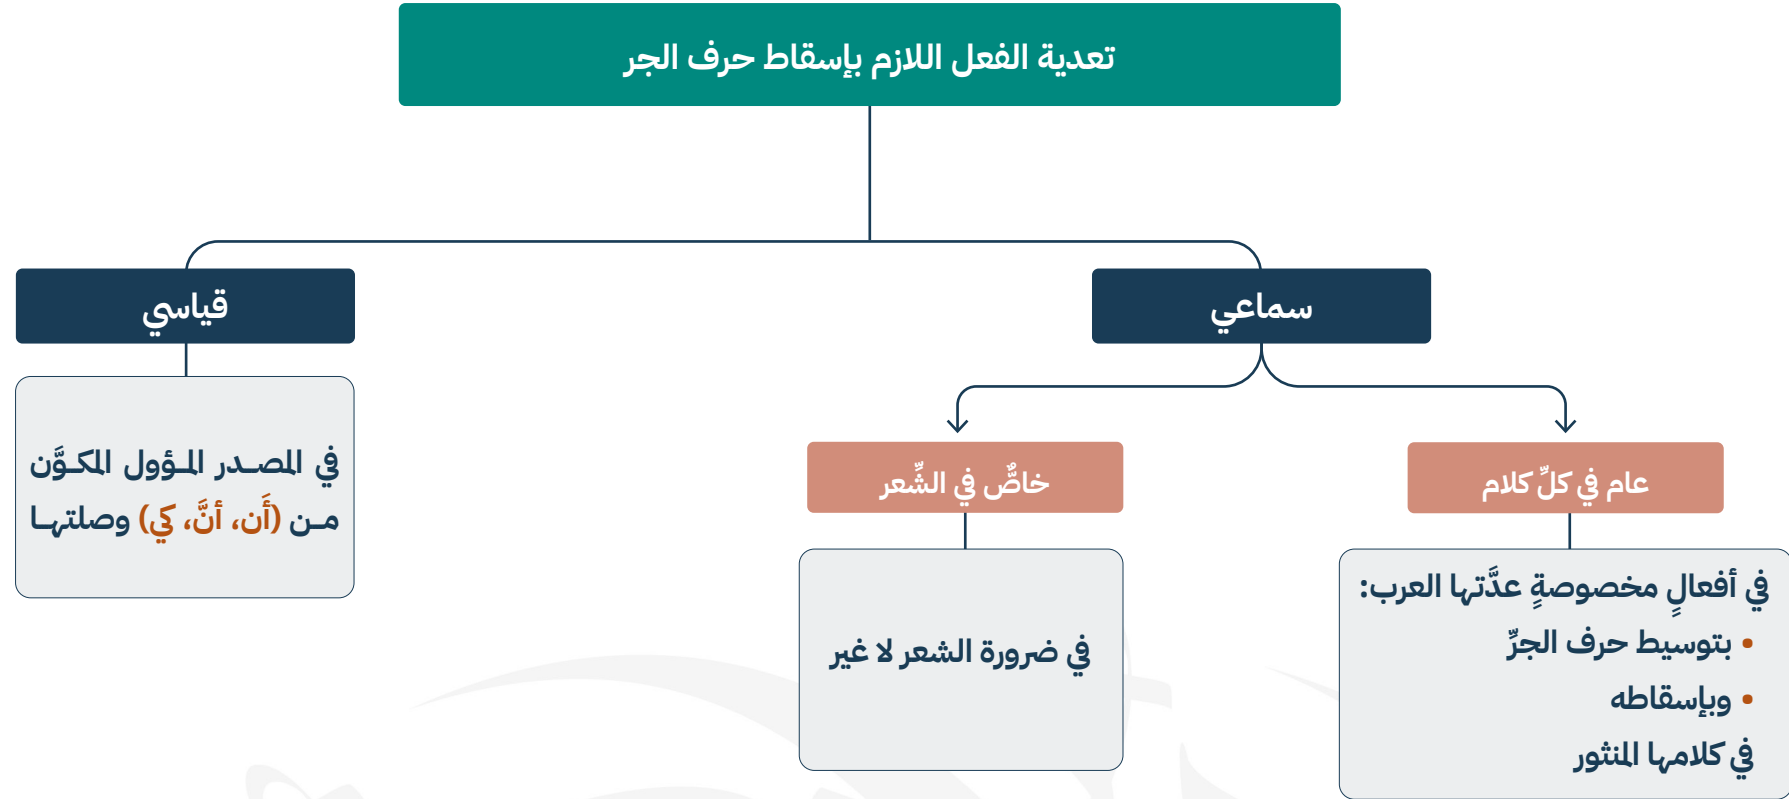 تعدية الفعل اللازم بإسقاط حرف الجر
سماعي
قياسي
عام في كلِّ كلام
خاصٌّ في الشِّعر
في أفعالٍ مخصوصةٍ عدَّتها العرب:
• بتوسيط حرف الجرِّ
• وبإسقاطه
في كلامها المنثور
في ضرورة الشعر لا غير
في المصدر المؤول المكوَّن
من (أَن، أنَّ، كي) وصلتها